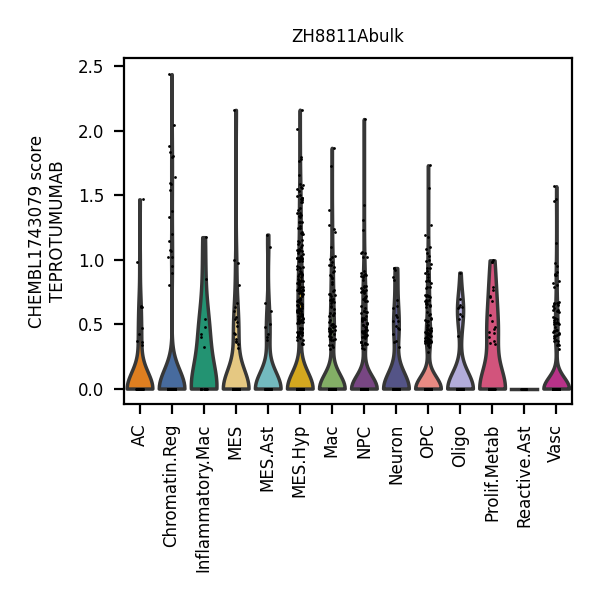 ZH8811Abulk
CHEMBL1743079 score
TEPROTUMUMAB
2.5
2.0
1.5
1.0
0.5
0.0
AC
Chromatin.Reg
Inflammatory.Mac
MES
MES.Ast
MES.Hyp
Mac
NPC
Neuron
OPC
Oligo
Prolif.Metab
Reactive.Ast
Vasc